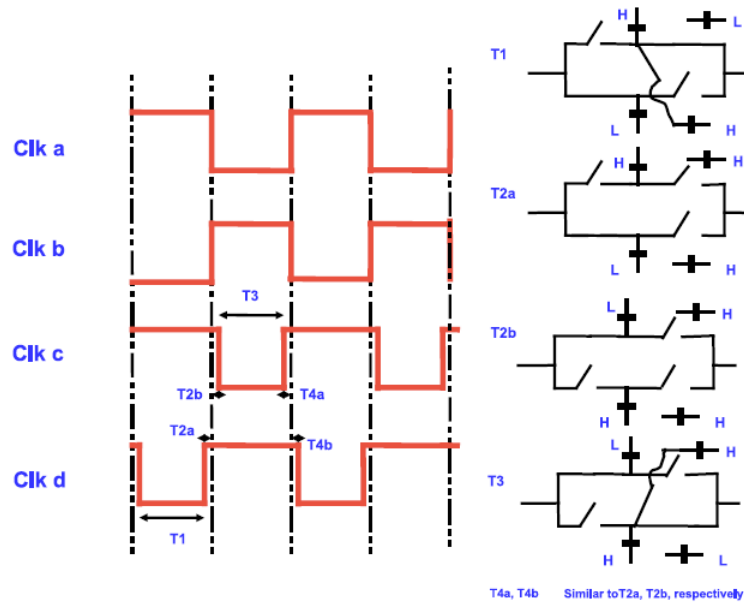 H
L
T1
Clk a
L
H
H
H
T2a
Clk b
L
H
T3
L
H
T2b
Clk c
T2b
T4a
H
H
T2a
T4b
L
H
Clk d
T3
T1
H
L
T4a, T4b Similar toT2a, T2b, respectively